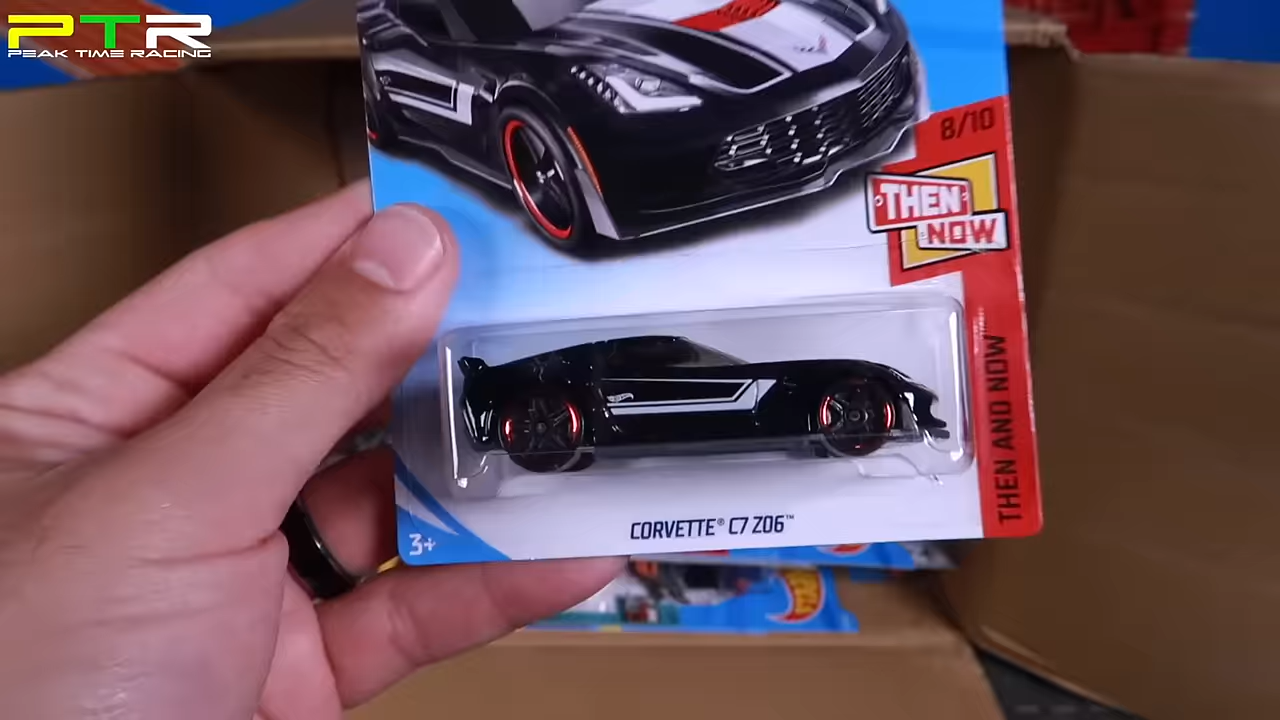 PTR
PEAK TIME RACING
8/10
THEN
NOW
THEN AND NOW
CORVETTE® C7 Z06™
3+